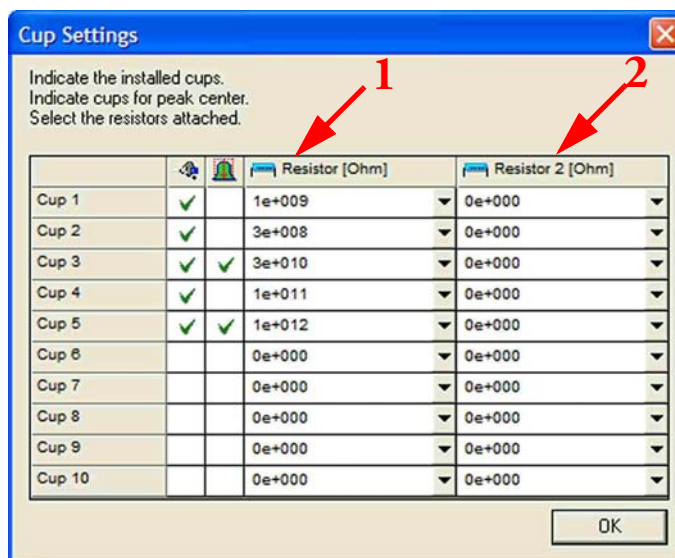 Cup Settings
1
2
Indicate the installed cups.
Indicate cups for peak center.
Select the resistors attached.
Resistor [Ohm] Resistor 2 [Ohm]
Cup 1 1e+009 0e+000
Cup 2 3e+008 0e+000
Cup 3 3e+010 0e+000
Cup 4 1e+011 0e+000
Cup 5 1e+012 0e+000
Cup 6 0e+000 0e+000
Cup 7 0e+000 0e+000
Cup 8 0e+000 0e+000
Cup 9 0e+000 0e+000
Cup 10 0e+000 0e+000
OK